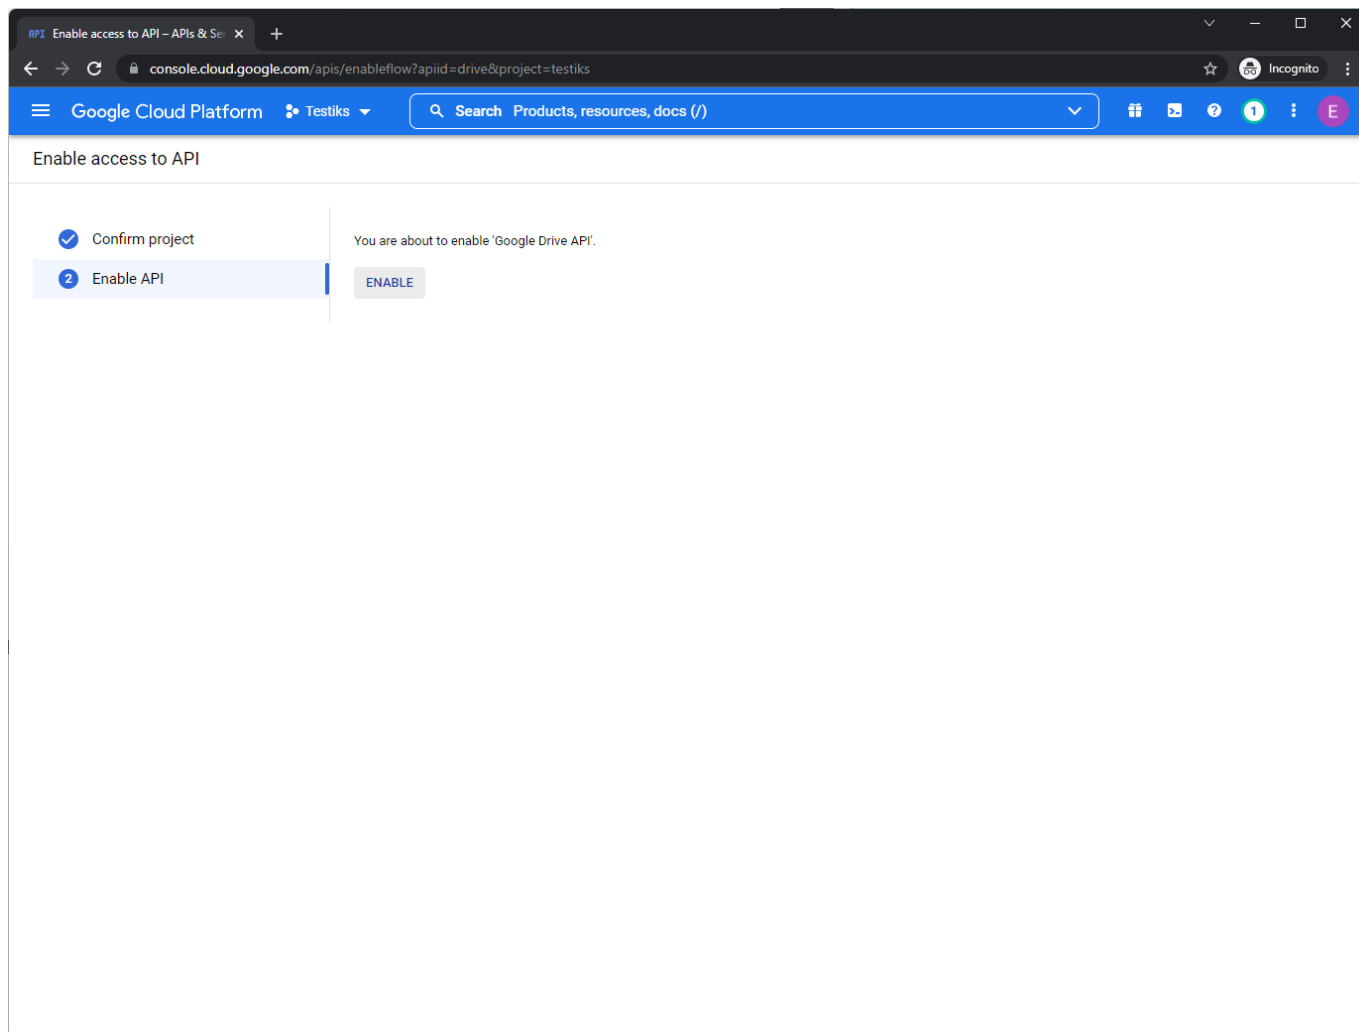 API Enable access to API – APIs & Ser
console.cloud.google.com/apis/enableflow?apiid=drive&project=testiks
Incognito
Google Cloud Platform
Testiks
Search Products, resources, docs (/)
1
E
Enable access to API
Confirm project
You are about to enable 'Google Drive API'.
2 Enable API
ENABLE